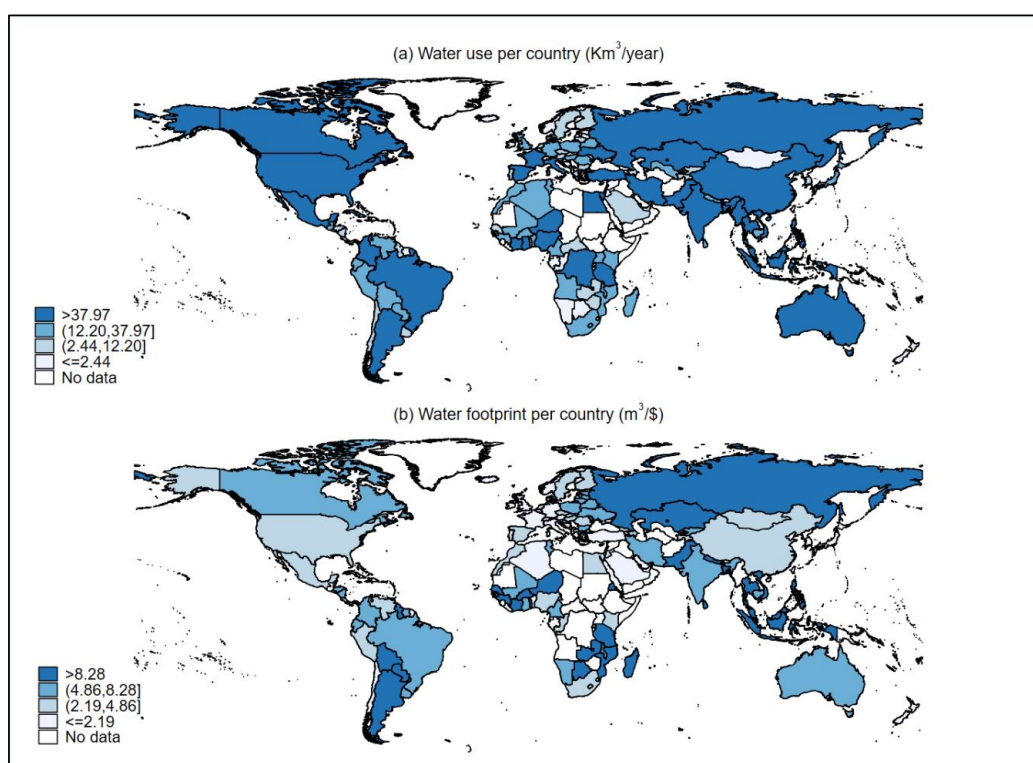 (a) Water use per country (Km³/year)
>37.97
(12.20,37.97]
(2.44,12.20]
<=2.44
No data
(b) Water footprint per country (m³/$)
>8.28
(4.86,8.28]
(2.19,4.86]
<=2.19
No data